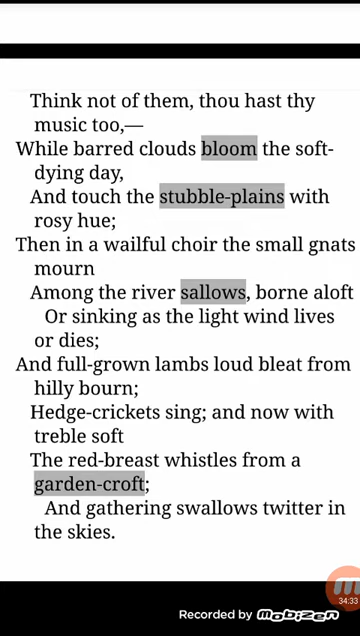 Think not of them, thou hast thy
music too,—
While barred clouds bloom the soft-
dying day,
And touch the stubble-plains with
rosy hue;
Then in a wailful choir the small gnats
mourn
Among the river sallows, borne aloft
Or sinking as the light wind lives
or dies;
And full-grown lambs loud bleat from
hilly bourn;
Hedge-crickets sing; and now with
treble soft
The red-breast whistles from a
garden-croft;
And gathering swallows twitter in
the skies.
34:33
Recorded by Mobizen